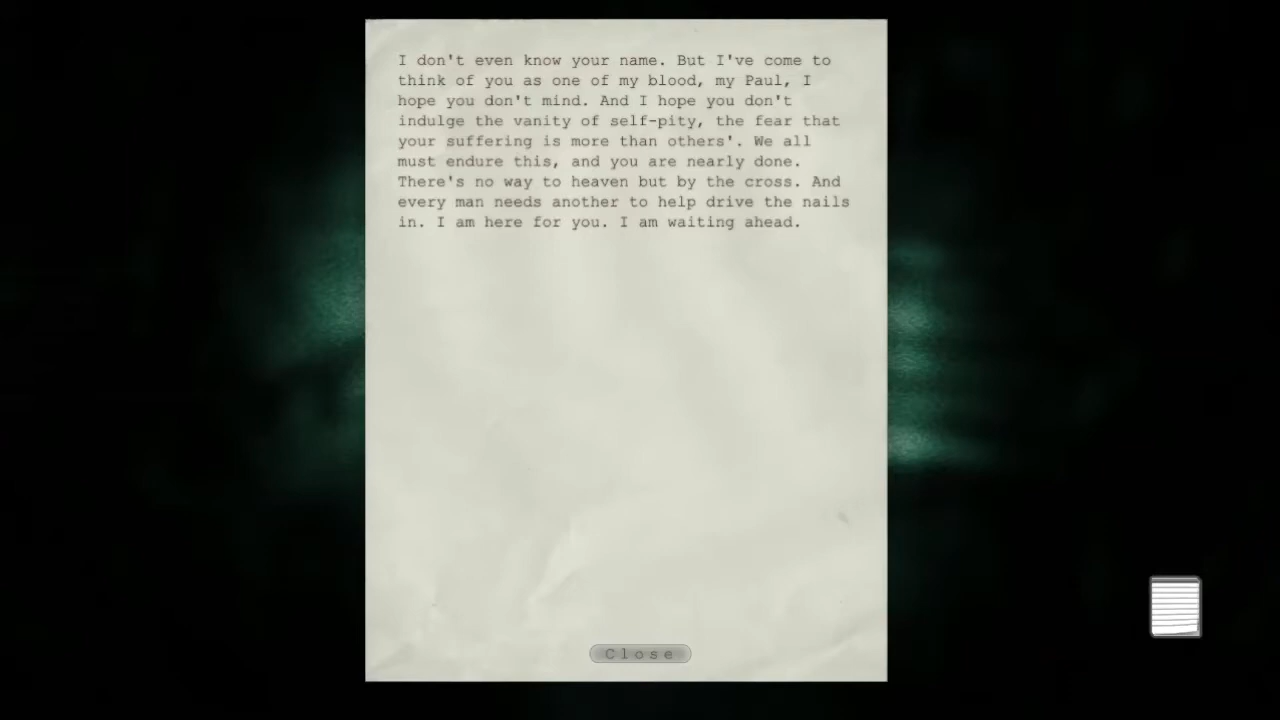 I don't even know your name. But I've come to
think of you as one of my blood, my Paul, I
hope you don't mind. And I hope you don't
indulge the vanity of self-pity, the fear that
your suffering is more than others'. We all
must endure this, and you are nearly done.
There's no way to heaven but by the cross. And
every man needs another to help drive the nails
in. I am here for you. I am waiting ahead.
Close